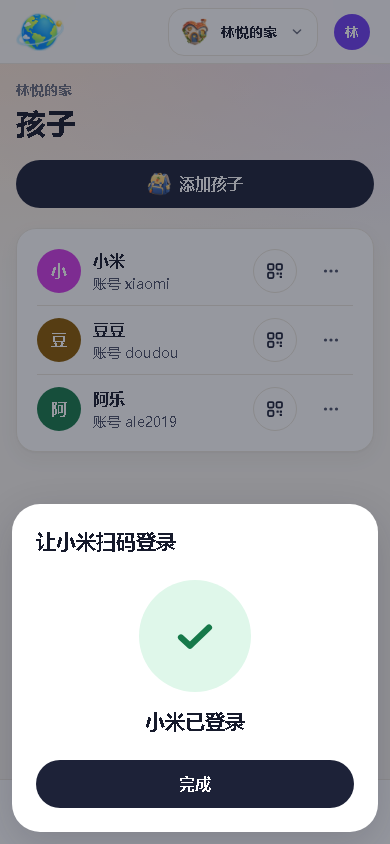 林悦的家
林
林悦的家
孩子
添加孩子
小
小米
账号 xiaomi
豆
豆豆
账号 doudou
阿
阿乐
账号 ale2019
让小米扫码登录
小米已登录
完成